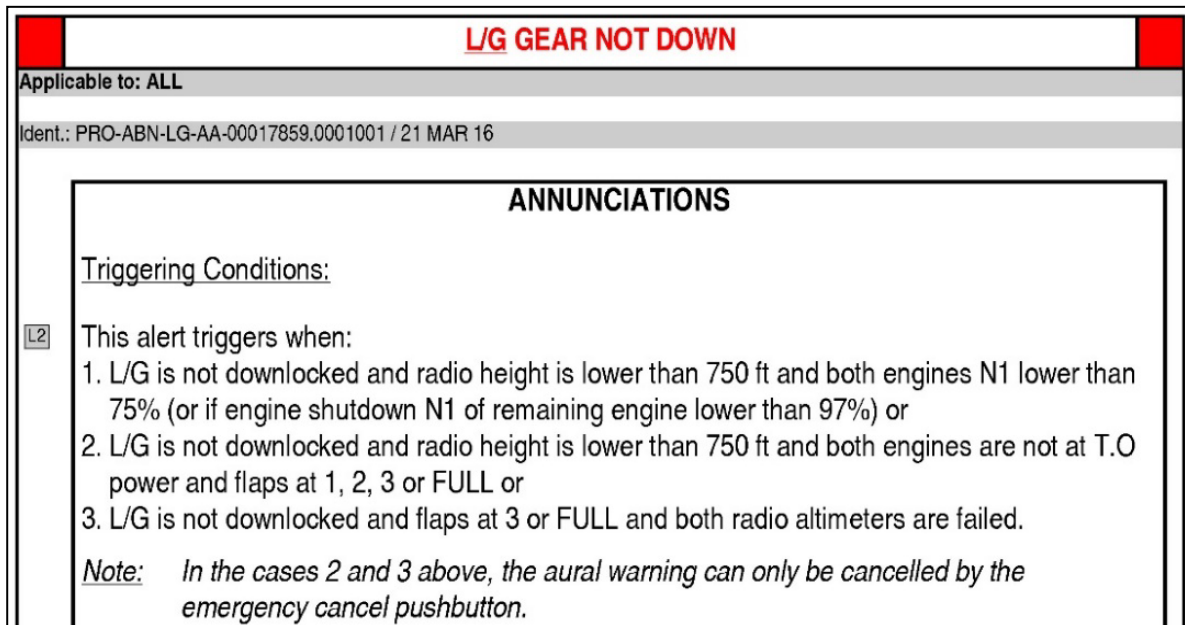 L/G GEAR NOT DOWN
Applicable to: ALL
Ident.: PRO-ABN-LG-AA-00017859.0001001 / 21 MAR 16
ANNUNCIATIONS
Triggering Conditions:
L2 This alert triggers when:
1. L/G is not downlocked and radio height is lower than 750 ft and both engines N1 lower than
75% (or if engine shutdown N1 of remaining engine lower than 97%) or
2. L/G is not downlocked and radio height is lower than 750 ft and both engines are not at T.O
power and flaps at 1, 2, 3 or FULL or
3. L/G is not downlocked and flaps at 3 or FULL and both radio altimeters are failed.
Note: In the cases 2 and 3 above, the aural warning can only be cancelled by the
emergency cancel pushbutton.